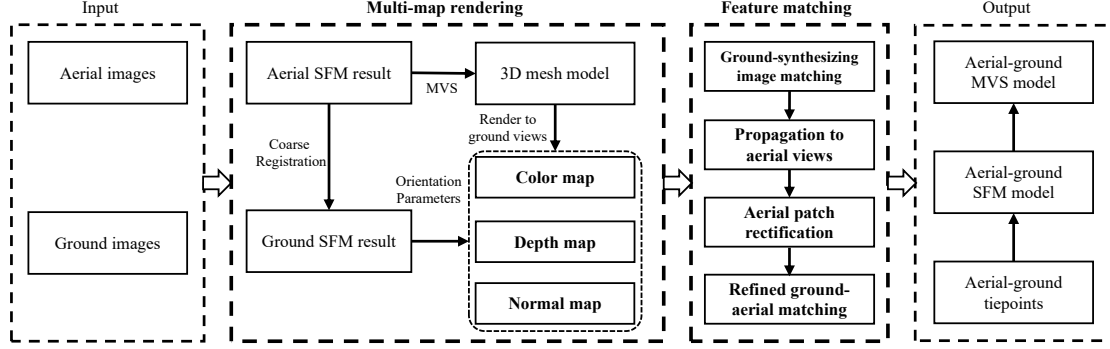 Input
Aerial images
Ground images
Multi-map rendering
Aerial SFM result
MVS
3D mesh model
Coarse
Registration
Render to
ground views
Orientation
Parameters
Ground SFM result
Color map
Depth map
Normal map
Feature matching
Ground-synthesizing
image matching
Propagation to
aerial views
Aerial patch
rectification
Refined ground-
aerial matching
Output
Aerial-ground
MVS model
Aerial-ground
SFM model
Aerial-ground
tiepoints